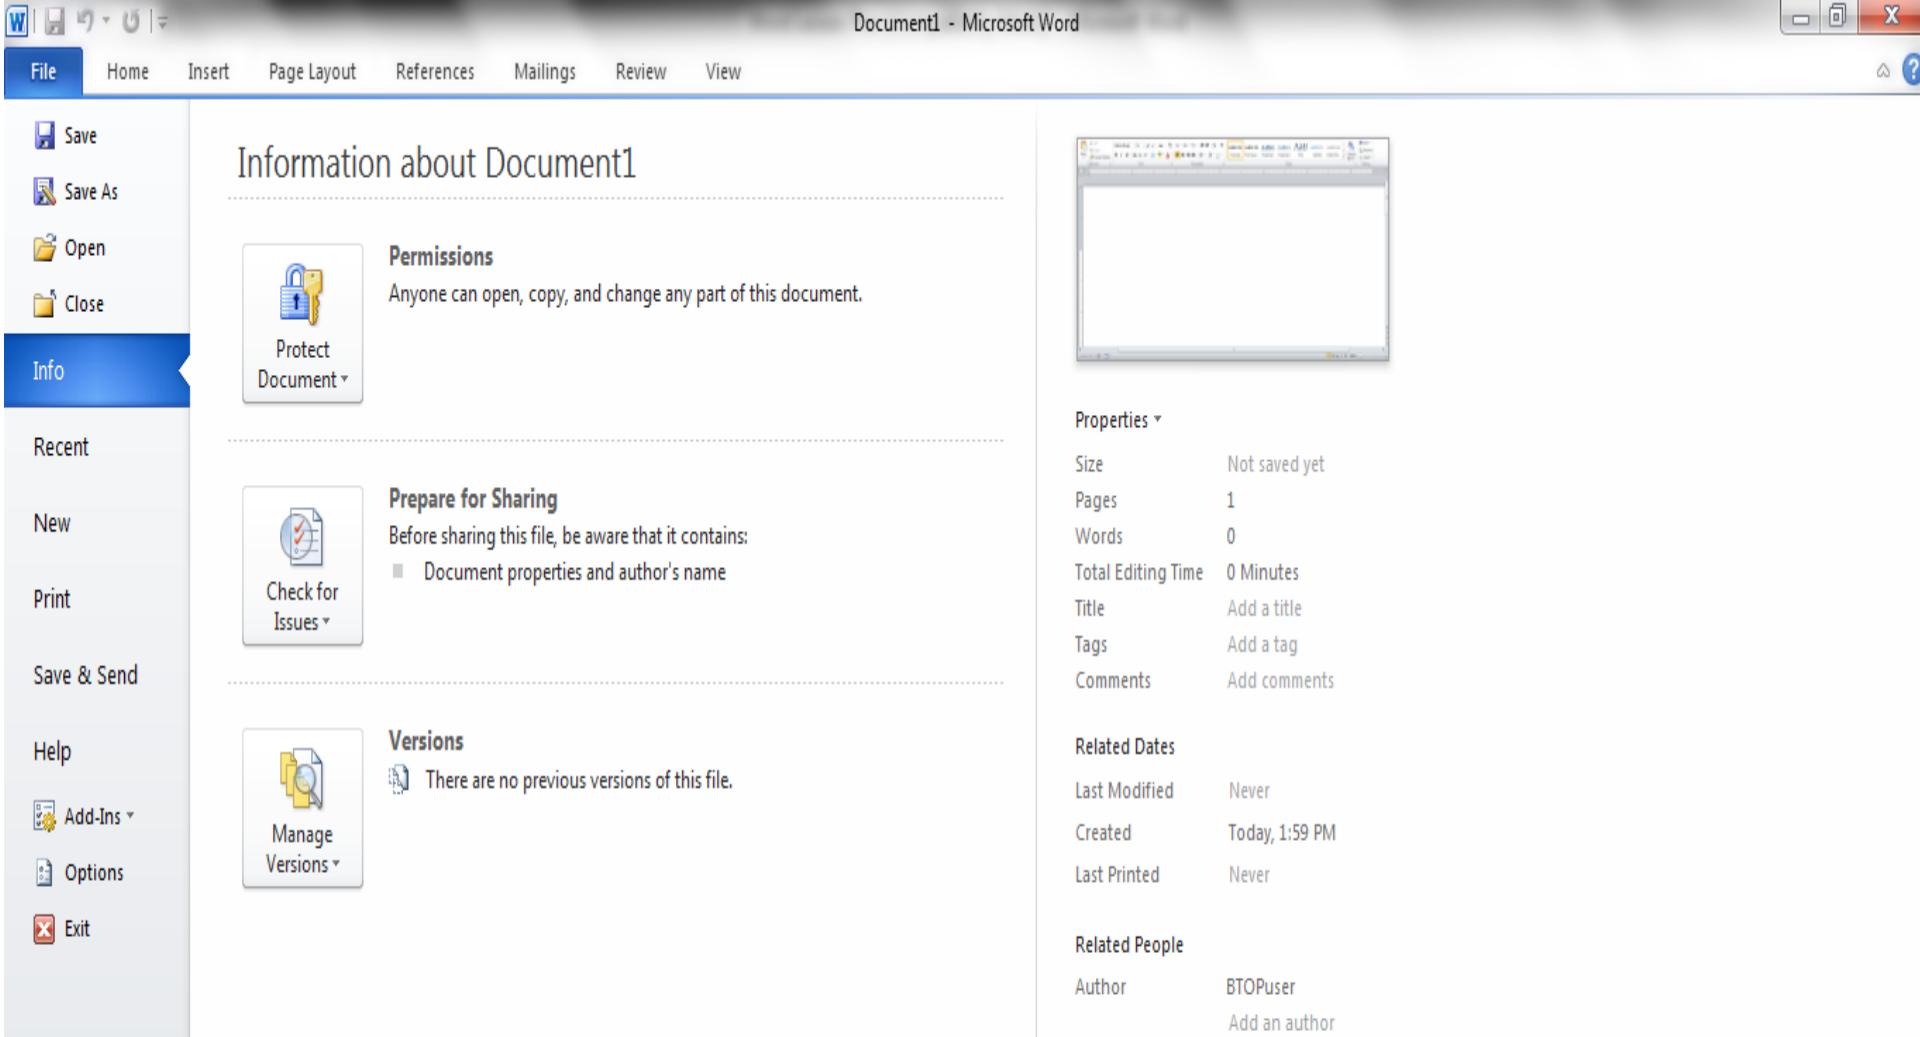 Document1 - Microsoft Word
File Home Insert Page Layout References Mailings Review View
Save
Save As
Open
Close
Info
Recent
New
Print
Save & Send
Help
Add-Ins
Options
Exit
Information about Document1
Protect
Document
Permissions
Anyone can open, copy, and change any part of this document.
Check for
Issues
Prepare for Sharing
Before sharing this file, be aware that it contains:
Document properties and author's name
Manage
Versions
Versions
There are no previous versions of this file.
Properties
Size Not saved yet
Pages 1
Words 0
Total Editing Time 0 Minutes
Title Add a title
Tags Add a tag
Comments Add comments
Related Dates
Last Modified Never
Created Today, 1:59 PM
Last Printed Never
Related People
Author BTOPuser
Add an author